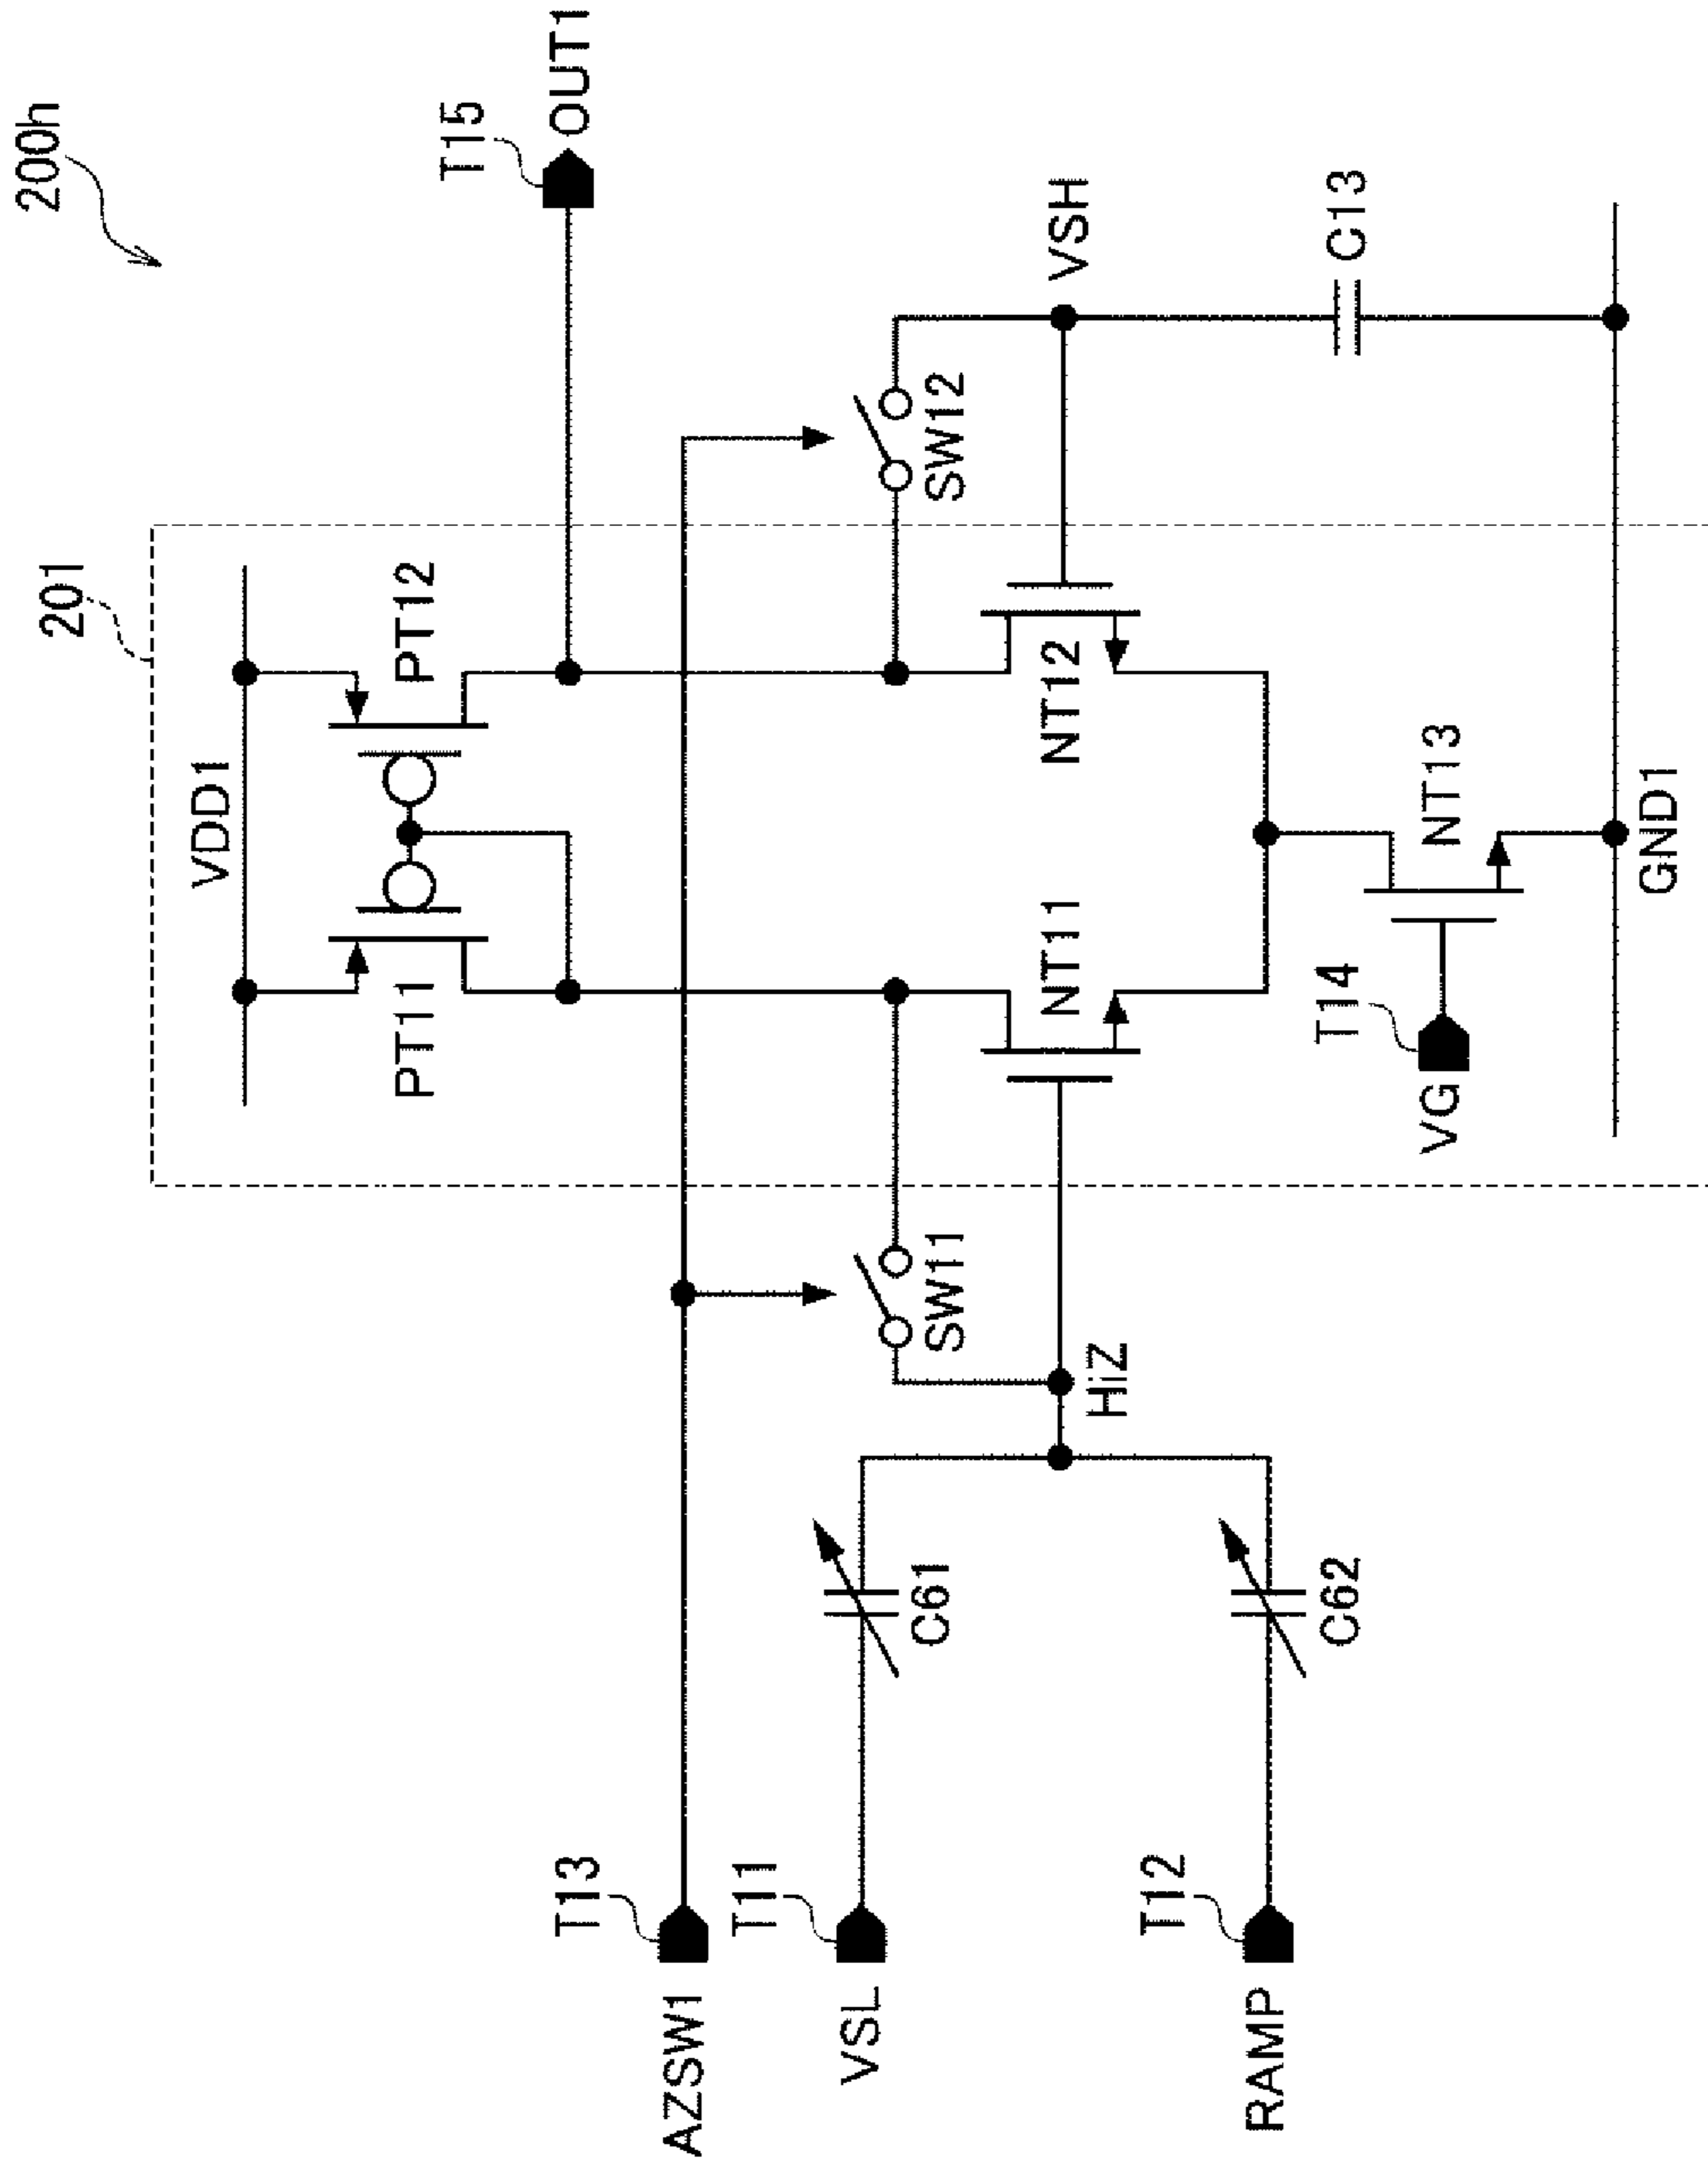 200h
201
VDD1
PT11
PT12
T15
OUT1
T13
AZSW1
T11
VSL
C61
SW11
SW12
HiZ
NT11
NT12
VSH
T12
RAMP
C62
T14
VG
NT13
C13
GND1